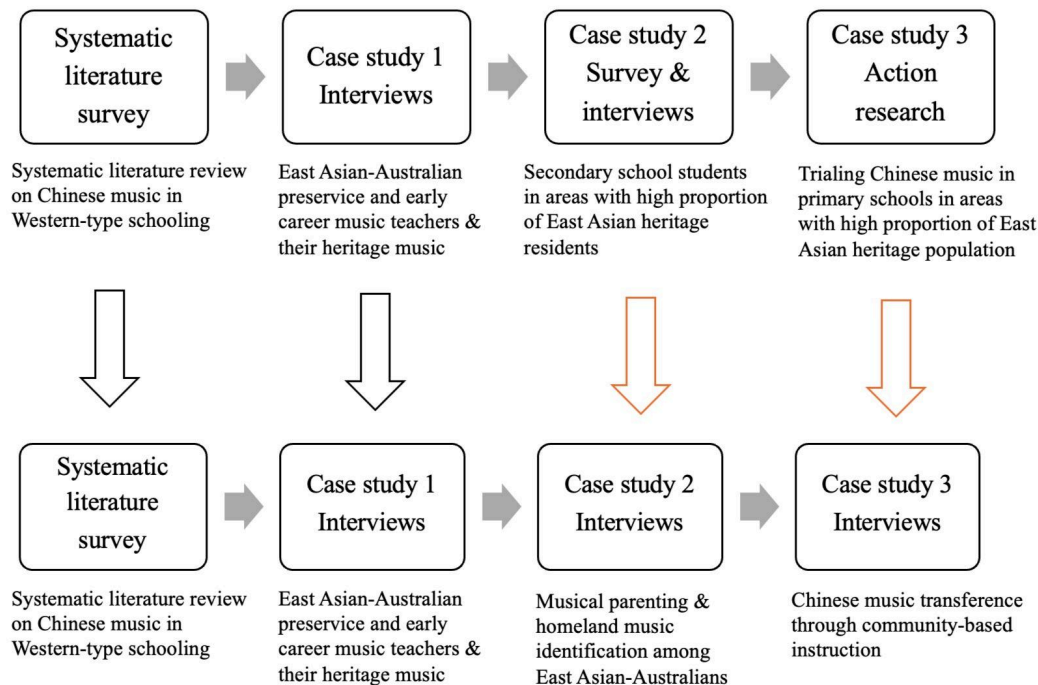 Systematic
literature
survey
Case study 1
Interviews
Case study 2
Survey &
interviews
Case study 3
Action
research
Systematic literature review
on Chinese music in
Western-type schooling
East Asian-Australian
preservice and early
career music teachers &
their heritage music
Secondary school students
in areas with high proportion
of East Asian heritage
residents
Trialing Chinese music in
primary schools in areas
with high proportion of East
Asian heritage population
Systematic
literature
survey
Case study 1
Interviews
Case study 2
Interviews
Case study 3
Interviews
Systematic literature review
on Chinese music in
Western-type schooling
East Asian-Australian
preservice and early
career music teachers &
their heritage music
Musical parenting &
homeland music
identification among
East Asian-Australians
Chinese music transference
through community-based
instruction